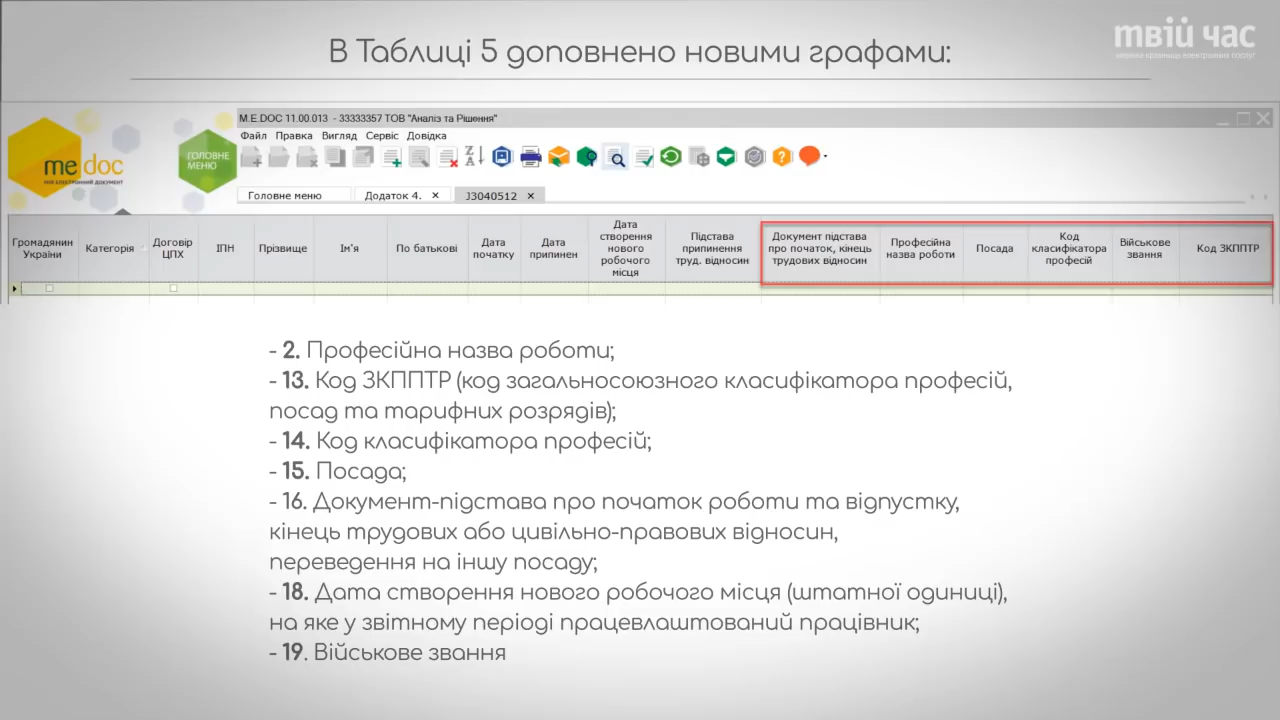 В Таблиці 5 доповнено новими графами:
твій час
M.E.DOC 11.00.013 - 33333357 ТОВ "Аналіз та Рішення"
Файл Правка Вигляд Сервіс Довідка
me doc
МІЙ ЕЛЕКТРОННИЙ ДОКУМЕНТ
ГОЛОВНЕ
МЕНЮ
Головне меню Додаток 4. × J3040512 ×
Громадянин
України
Категорія
Договір
ЦПХ
ІПН
Прізвище
Ім'я
По батькові
Дата
початку
Дата
припинен
Дата
створення
нового
робочого
місця
Підстава
припинення
труд. відносин
Документ підстава
про початок, кінець
трудових відносин
Професійна
назва роботи
Посада
Код
класифікатора
професій
Військове
звання
Код ЗКППТР
- 2. Професійна назва роботи;
- 13. Код ЗКППТР (код загальносоюзного класифікатора професій,
посад та тарифних розрядів);
- 14. Код класифікатора професій;
- 15. Посада;
- 16. Документ-підстава про початок роботи та відпустку,
кінець трудових або цивільно-правових відносин,
переведення на іншу посаду;
- 18. Дата створення нового робочого місця (штатної одиниці),
на яке у звітному періоді працевлаштований працівник;
- 19. Військове звання